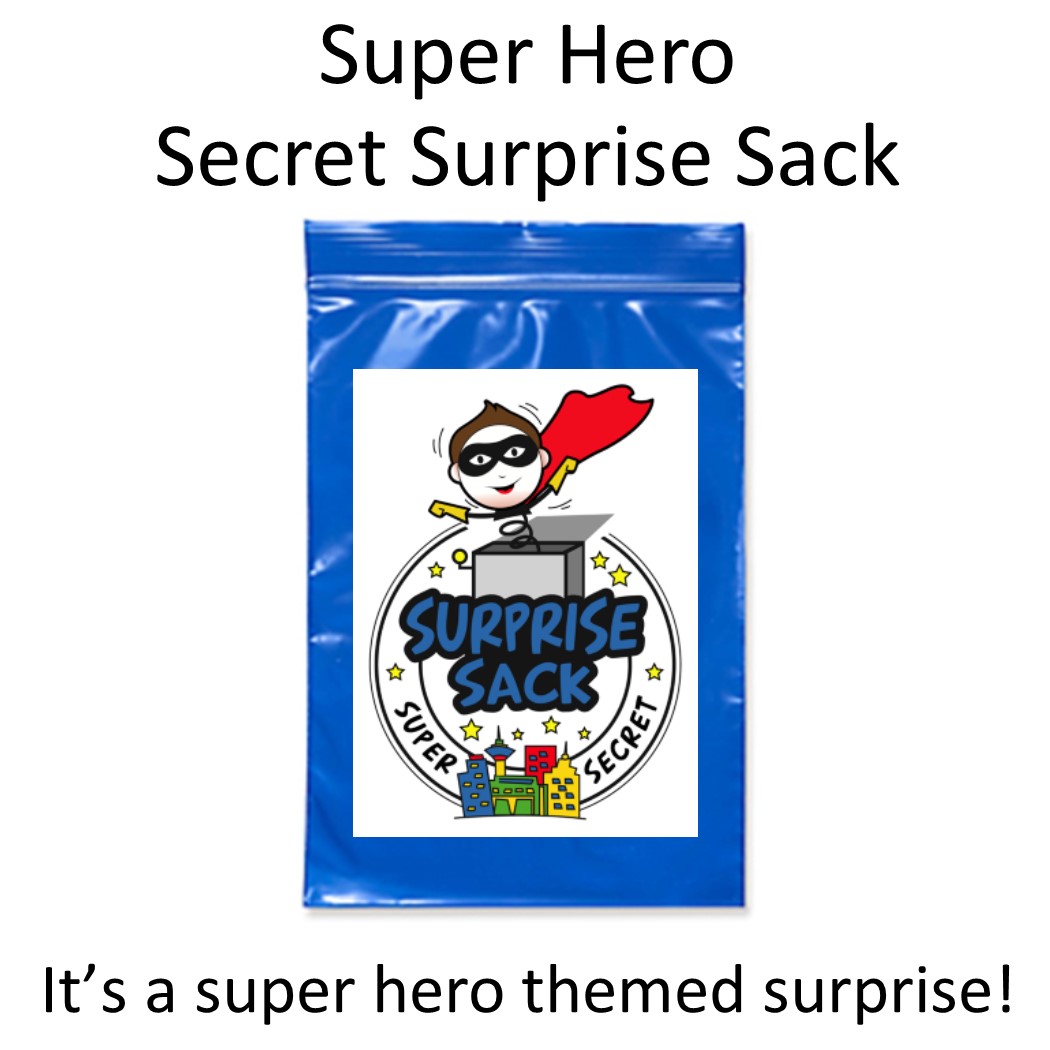 Super Hero
Secret Surprise Sack
SURPRISE
SACK
SUPER SECRET
It’s a super hero themed surprise!